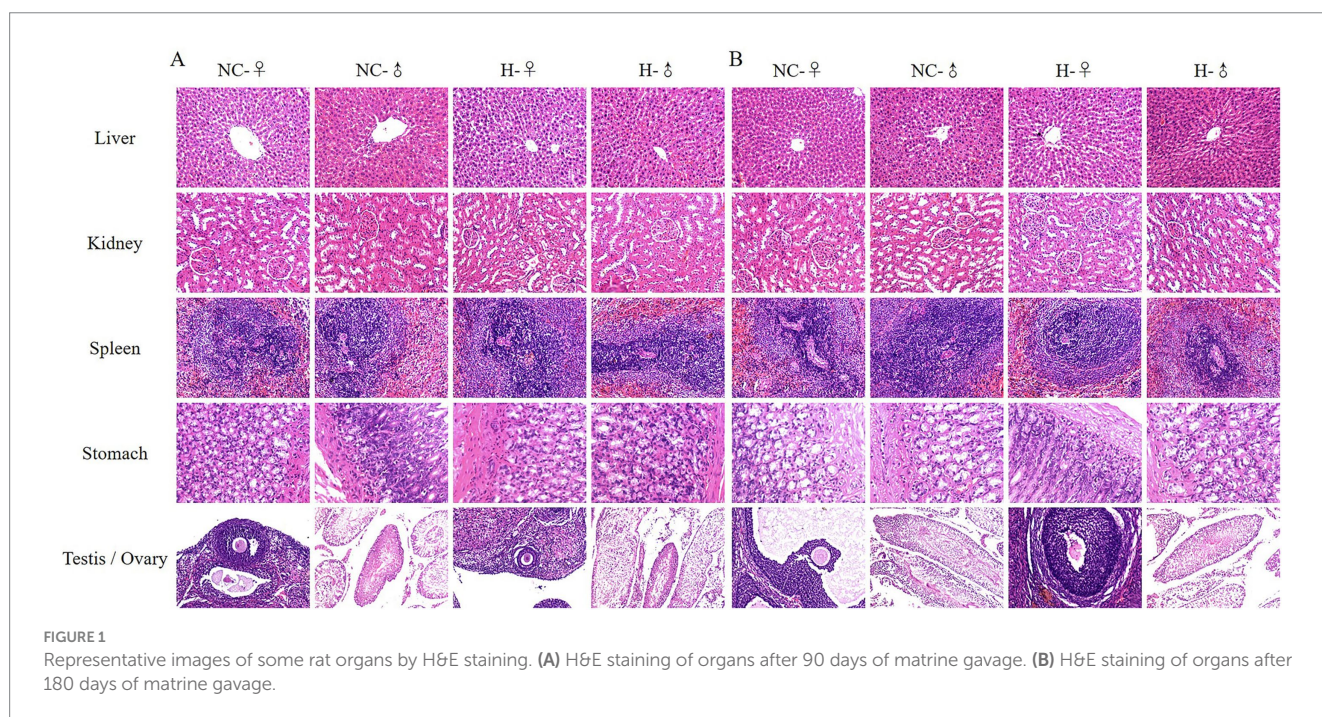 A
NC-♀ NC-♂ H-♀ H-♂
B
NC-♀ NC-♂ H-♀ H-♂
Liver
Kidney
Spleen
Stomach
Testis / Ovary
FIGURE 1
Representative images of some rat organs by H&E staining. (A) H&E staining of organs after 90 days of matrine gavage. (B) H&E staining of organs after
180 days of matrine gavage.